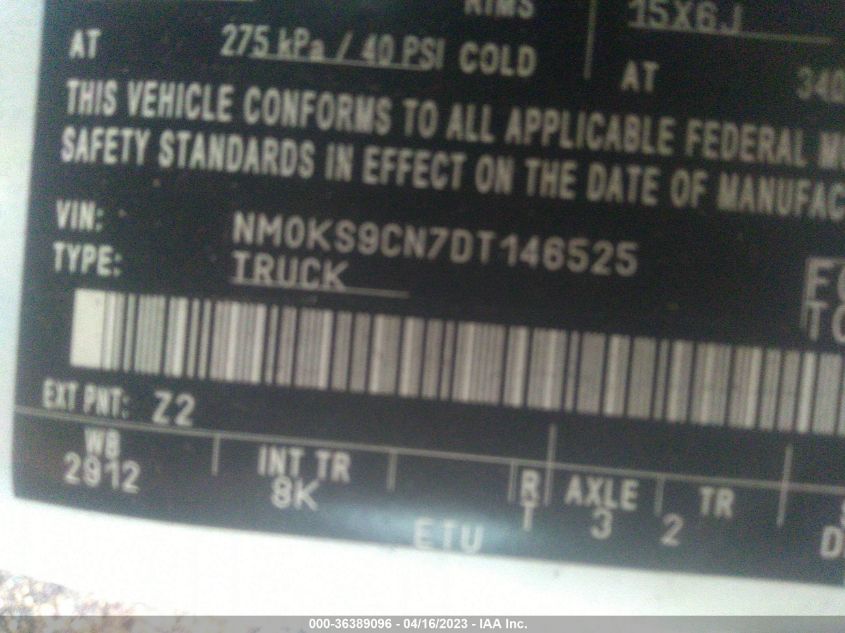 RIMS 15X6J
AT 275 kPa / 40 PSI COLD AT 340
THIS VEHICLE CONFORMS TO ALL APPLICABLE FEDERAL
SAFETY STANDARDS IN EFFECT ON THE DATE OF MANUFAC
VIN: NM0KS9CN7DT146525
TYPE: TRUCK
EXT PNT: Z2
WB INT TR R AXLE TR
2912 8K T 3 2
ETU
000-36389096 - 04/16/2023 - IAA Inc.